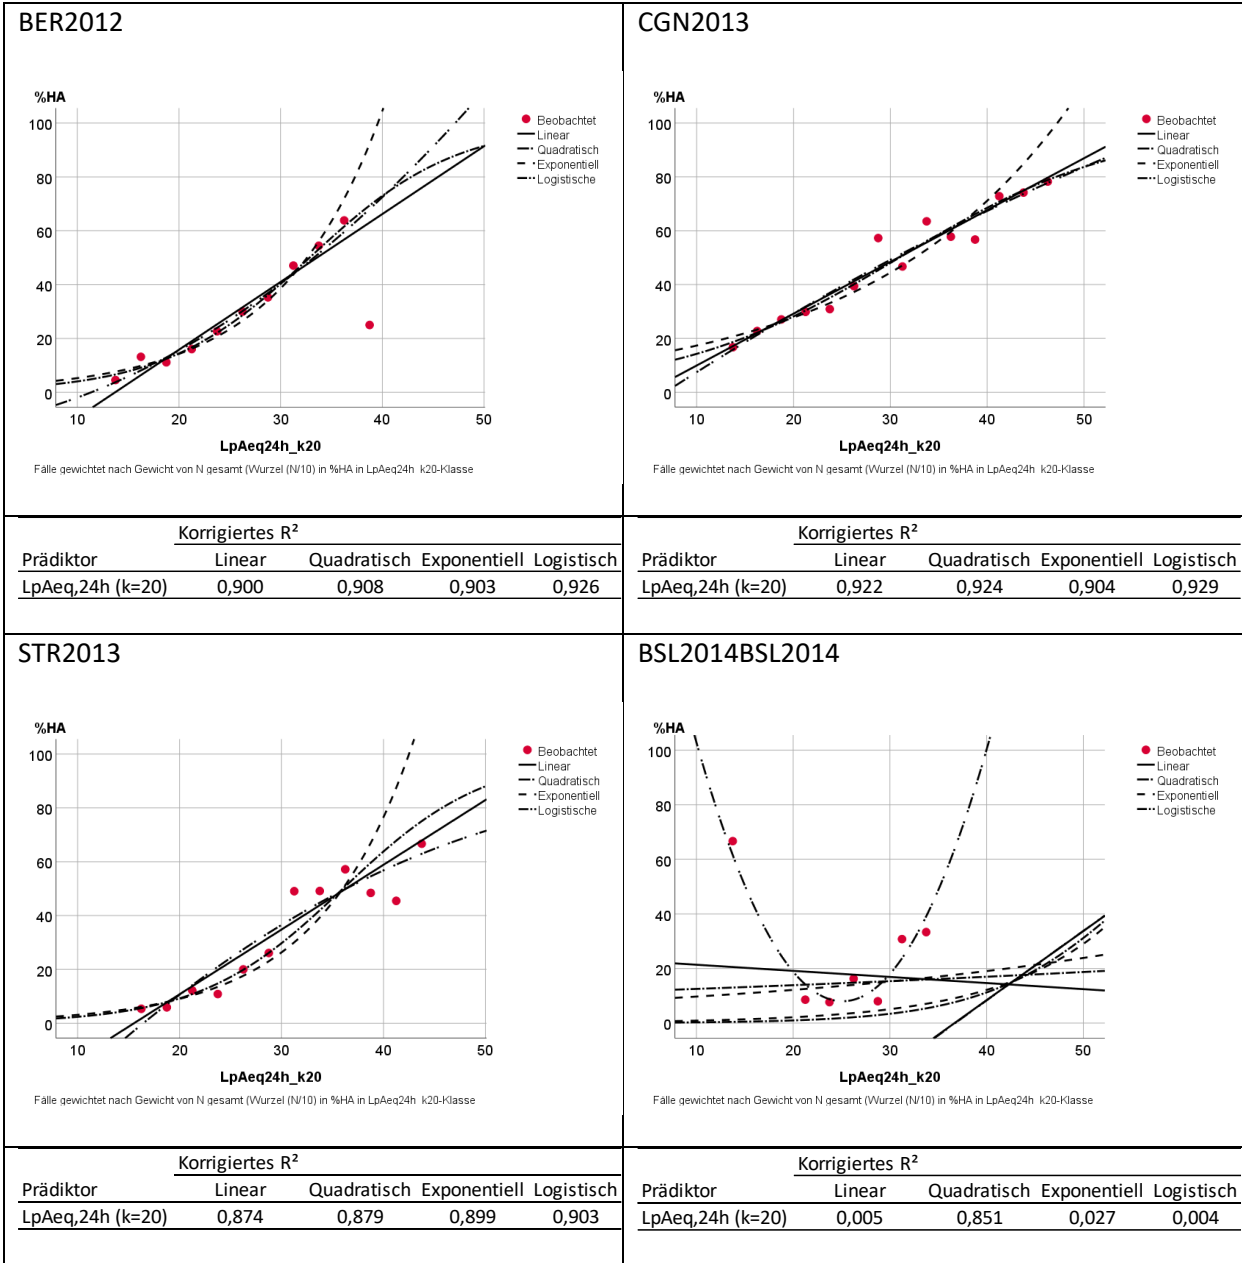 BER2012
%HA
100
80
60
40
20
0
10 20 30 40 50
LpAeq24h_k20
Beobachtet
Linear
Quadratisch
Exponentiell
Logistische
Fälle gewichtet nach Gewicht von N gesamt (Wurzel (N/10) in %HA in LpAeq24h_k20-Klasse
Korrigiertes R²
Prädiktor Linear Quadratisch Exponentiell Logistisch
LpAeq,24h (k=20) 0,900 0,908 0,903 0,926
CGN2013
%HA
100
80
60
40
20
0
10 20 30 40 50
LpAeq24h_k20
Beobachtet
Linear
Quadratisch
Exponentiell
Logistische
Fälle gewichtet nach Gewicht von N gesamt (Wurzel (N/10) in %HA in LpAeq24h_k20-Klasse
Korrigiertes R²
Prädiktor Linear Quadratisch Exponentiell Logistisch
LpAeq,24h (k=20) 0,922 0,924 0,904 0,929
STR2013
%HA
100
80
60
40
20
0
10 20 30 40 50
LpAeq24h_k20
Beobachtet
Linear
Quadratisch
Exponentiell
Logistische
Fälle gewichtet nach Gewicht von N gesamt (Wurzel (N/10) in %HA in LpAeq24h_k20-Klasse
Korrigiertes R²
Prädiktor Linear Quadratisch Exponentiell Logistisch
LpAeq,24h (k=20) 0,874 0,879 0,899 0,903
BSL2014BSL2014
%HA
100
80
60
40
20
0
10 20 30 40 50
LpAeq24h_k20
Beobachtet
Linear
Quadratisch
Exponentiell
Logistische
Fälle gewichtet nach Gewicht von N gesamt (Wurzel (N/10) in %HA in LpAeq24h_k20-Klasse
Korrigiertes R²
Prädiktor Linear Quadratisch Exponentiell Logistisch
LpAeq,24h (k=20) 0,005 0,851 0,027 0,004